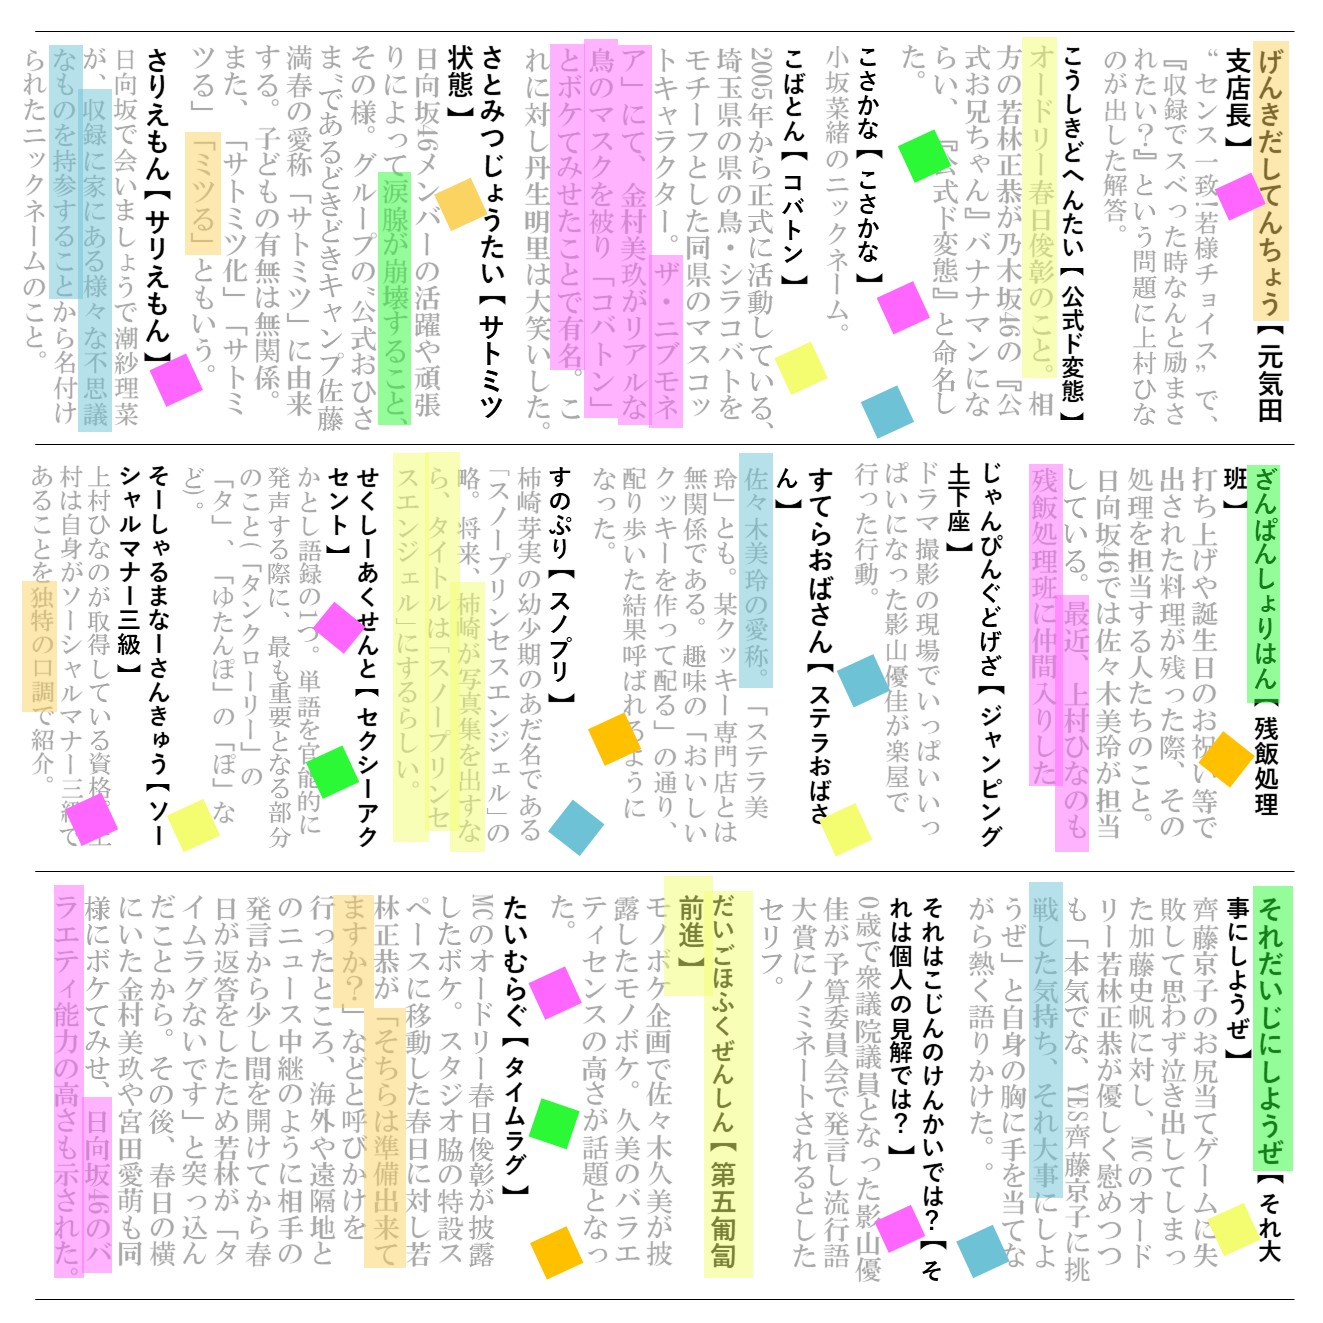 げんきだしてんちょう【元気田
支店長】
“センス一致!若様チョイス”で、
『収録でスベった時なんと励まさ
れたい?』という問題に上村ひな
のが出した解答。
こうしきどへんたい【公式ド変態】
オードリー春日俊彰のこと。相
方の若林正恭が乃木坂46の『公
式お兄ちゃん』バナナマンにな
らい、『公式ド変態』と命名し
た。
こさかな【こさかな】
小坂菜緒のニックネーム。
こばとん【コバトン】
2005年から正式に活動している、
埼玉県の県の鳥・シラコバトを
モチーフとした同県のマスコッ
トキャラクター。ザ・ニブモネ
ア」にて、金村美玖がリアルな
鳥のマスクを被り「コバトン」
とボケてみせたことで有名。こ
れに対し丹生明里は大笑いした。
さとみつじょうたい【サトミツ
状態】
日向坂46メンバーの活躍や頑張
りによって涙腺が崩壊すること、
その様。グループの“公式おひさ
ま”であるどきどきキャンプ佐藤
満春の愛称「サトミツ」に由来
する。子どもの有無は無関係。
また、「サトミツ化」「サトミ
ツる」「ミツる」ともいう。
さりえもん【サリえもん】
日向坂で会いましょうで潮紗理菜
が、収録に家にある様々な不思議
なものを持参することから名付け
られたニックネームのこと。
ざんぱんしょりはん【残飯処理
班】
打ち上げや誕生日のお祝い等で
出された料理が残った際、その
処理を担当する人たちのこと。
日向坂46では佐々木美玲が担当
している。最近、上村ひなのも
残飯処理班に仲間入りした
じゃんぴんぐどげざ【ジャンピング
土下座】
ドラマ撮影の現場でいっぱいいっ
ぱいになった影山優佳が楽屋で
行った行動。
すてらおばさん【ステラおばさ
ん】
佐々木美玲の愛称。「ステラ美
玲」とも。某クッキー専門店とは
無関係である。趣味の「おいしい
クッキーを作って配る」の通り、
配り歩いた結果呼ばれるように
なった。
すのぷり【スノプリ】
柿崎芽実の幼少期のあだ名である
「スノープリンセスエンジェル」の
略。将来、柿崎が写真集を出すな
ら、タイトルは「スノープリンセ
スエンジェル」にするらしい。
せくしーあくせんと【セクシーアク
セント】
かとし語録の1つ。単語を官能的に
発声する際に、最も重要となる部分
のこと(「タンクローリー」の
「タ」、「ゆたんぽ」の「ぽ」な
ど)。
そーしゃるまなーさんきゅう【ソー
シャルマナー三級】
上村ひなのが取得している資格。上
村は自身がソーシャルマナー三級で
あることを独特の口調で紹介。
それだいじにしようぜ【それ大
事にしようぜ】
齊藤京子のお尻当てゲームに失
敗して思わず泣き出してしまっ
た加藤史帆に対し、MCのオード
リー若林正恭が優しく慰めつつ
も「本気でな、YES齊藤京子に挑
戦した気持ち、それ大事にしよ
うぜ」と自身の胸に手を当てな
がら熱く語りかけた。。
それはこじんのけんかいでは?【そ
れは個人の見解では?】
0歳で衆議院議員となった影山優
佳が予算委員会で発言し流行語
大賞にノミネートされるとした
セリフ。
だいごほふくぜんしん【第五匍匐
前進】
モノボケ企画で佐々木久美が披
露したモノボケ。久美のバラエ
ティセンスの高さが話題となっ
た。
たいむらぐ【タイムラグ】
MCのオードリー春日俊彰が披露
したボケ。スタジオ脇の特設ス
ペースに移動した春日に対し若
林正恭が「そちらは準備出来て
ますか?」などと呼びかけを
行ったところ、海外や遠隔地と
のニュース中継のように相手の
発言から少し間を開けてから春
日が返答をしたため若林が「タ
イムラグないです」と突っ込ん
だことから。その後、春日の横
にいた金村美玖や宮田愛萌も同
様にボケてみせ、日向坂46のバ
ラエティ能力の高さも示された。